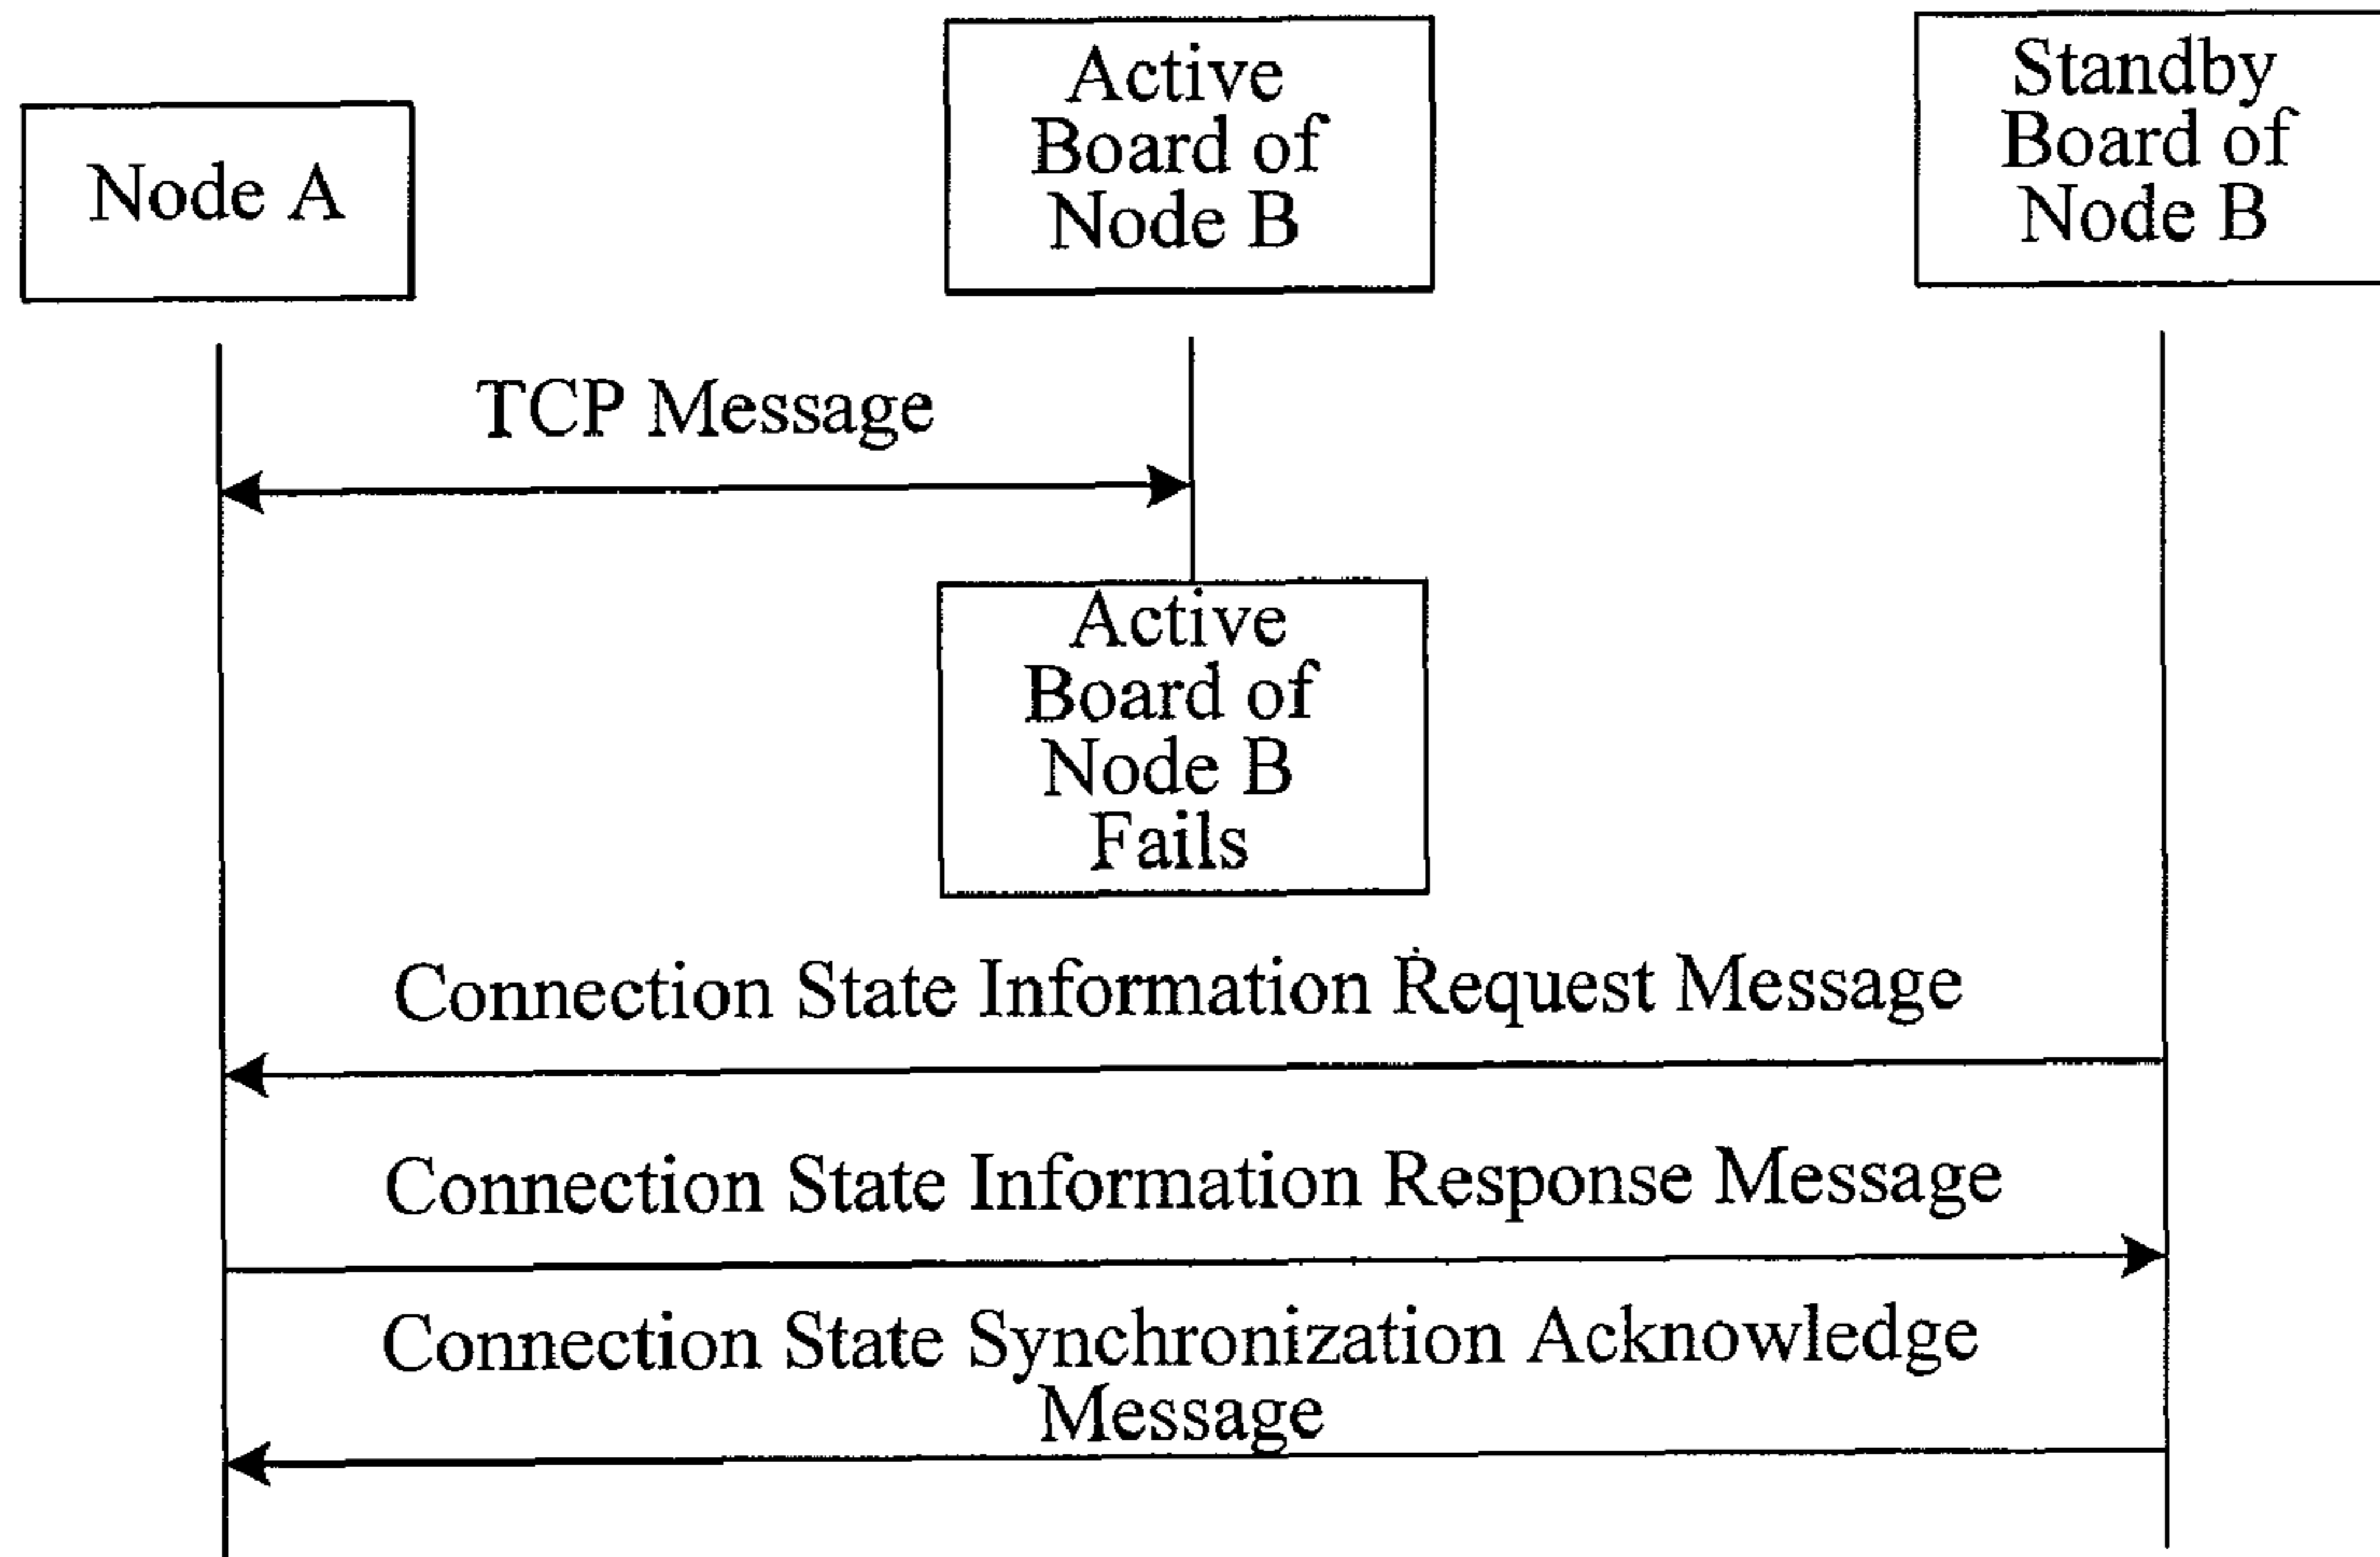 Node A
Active
Board of
Node B
Standby
Board of
Node B
TCP Message
Active
Board of
Node B
Fails
Connection State Information Request Message
Connection State Information Response Message
Connection State Synchronization Acknowledge
Message